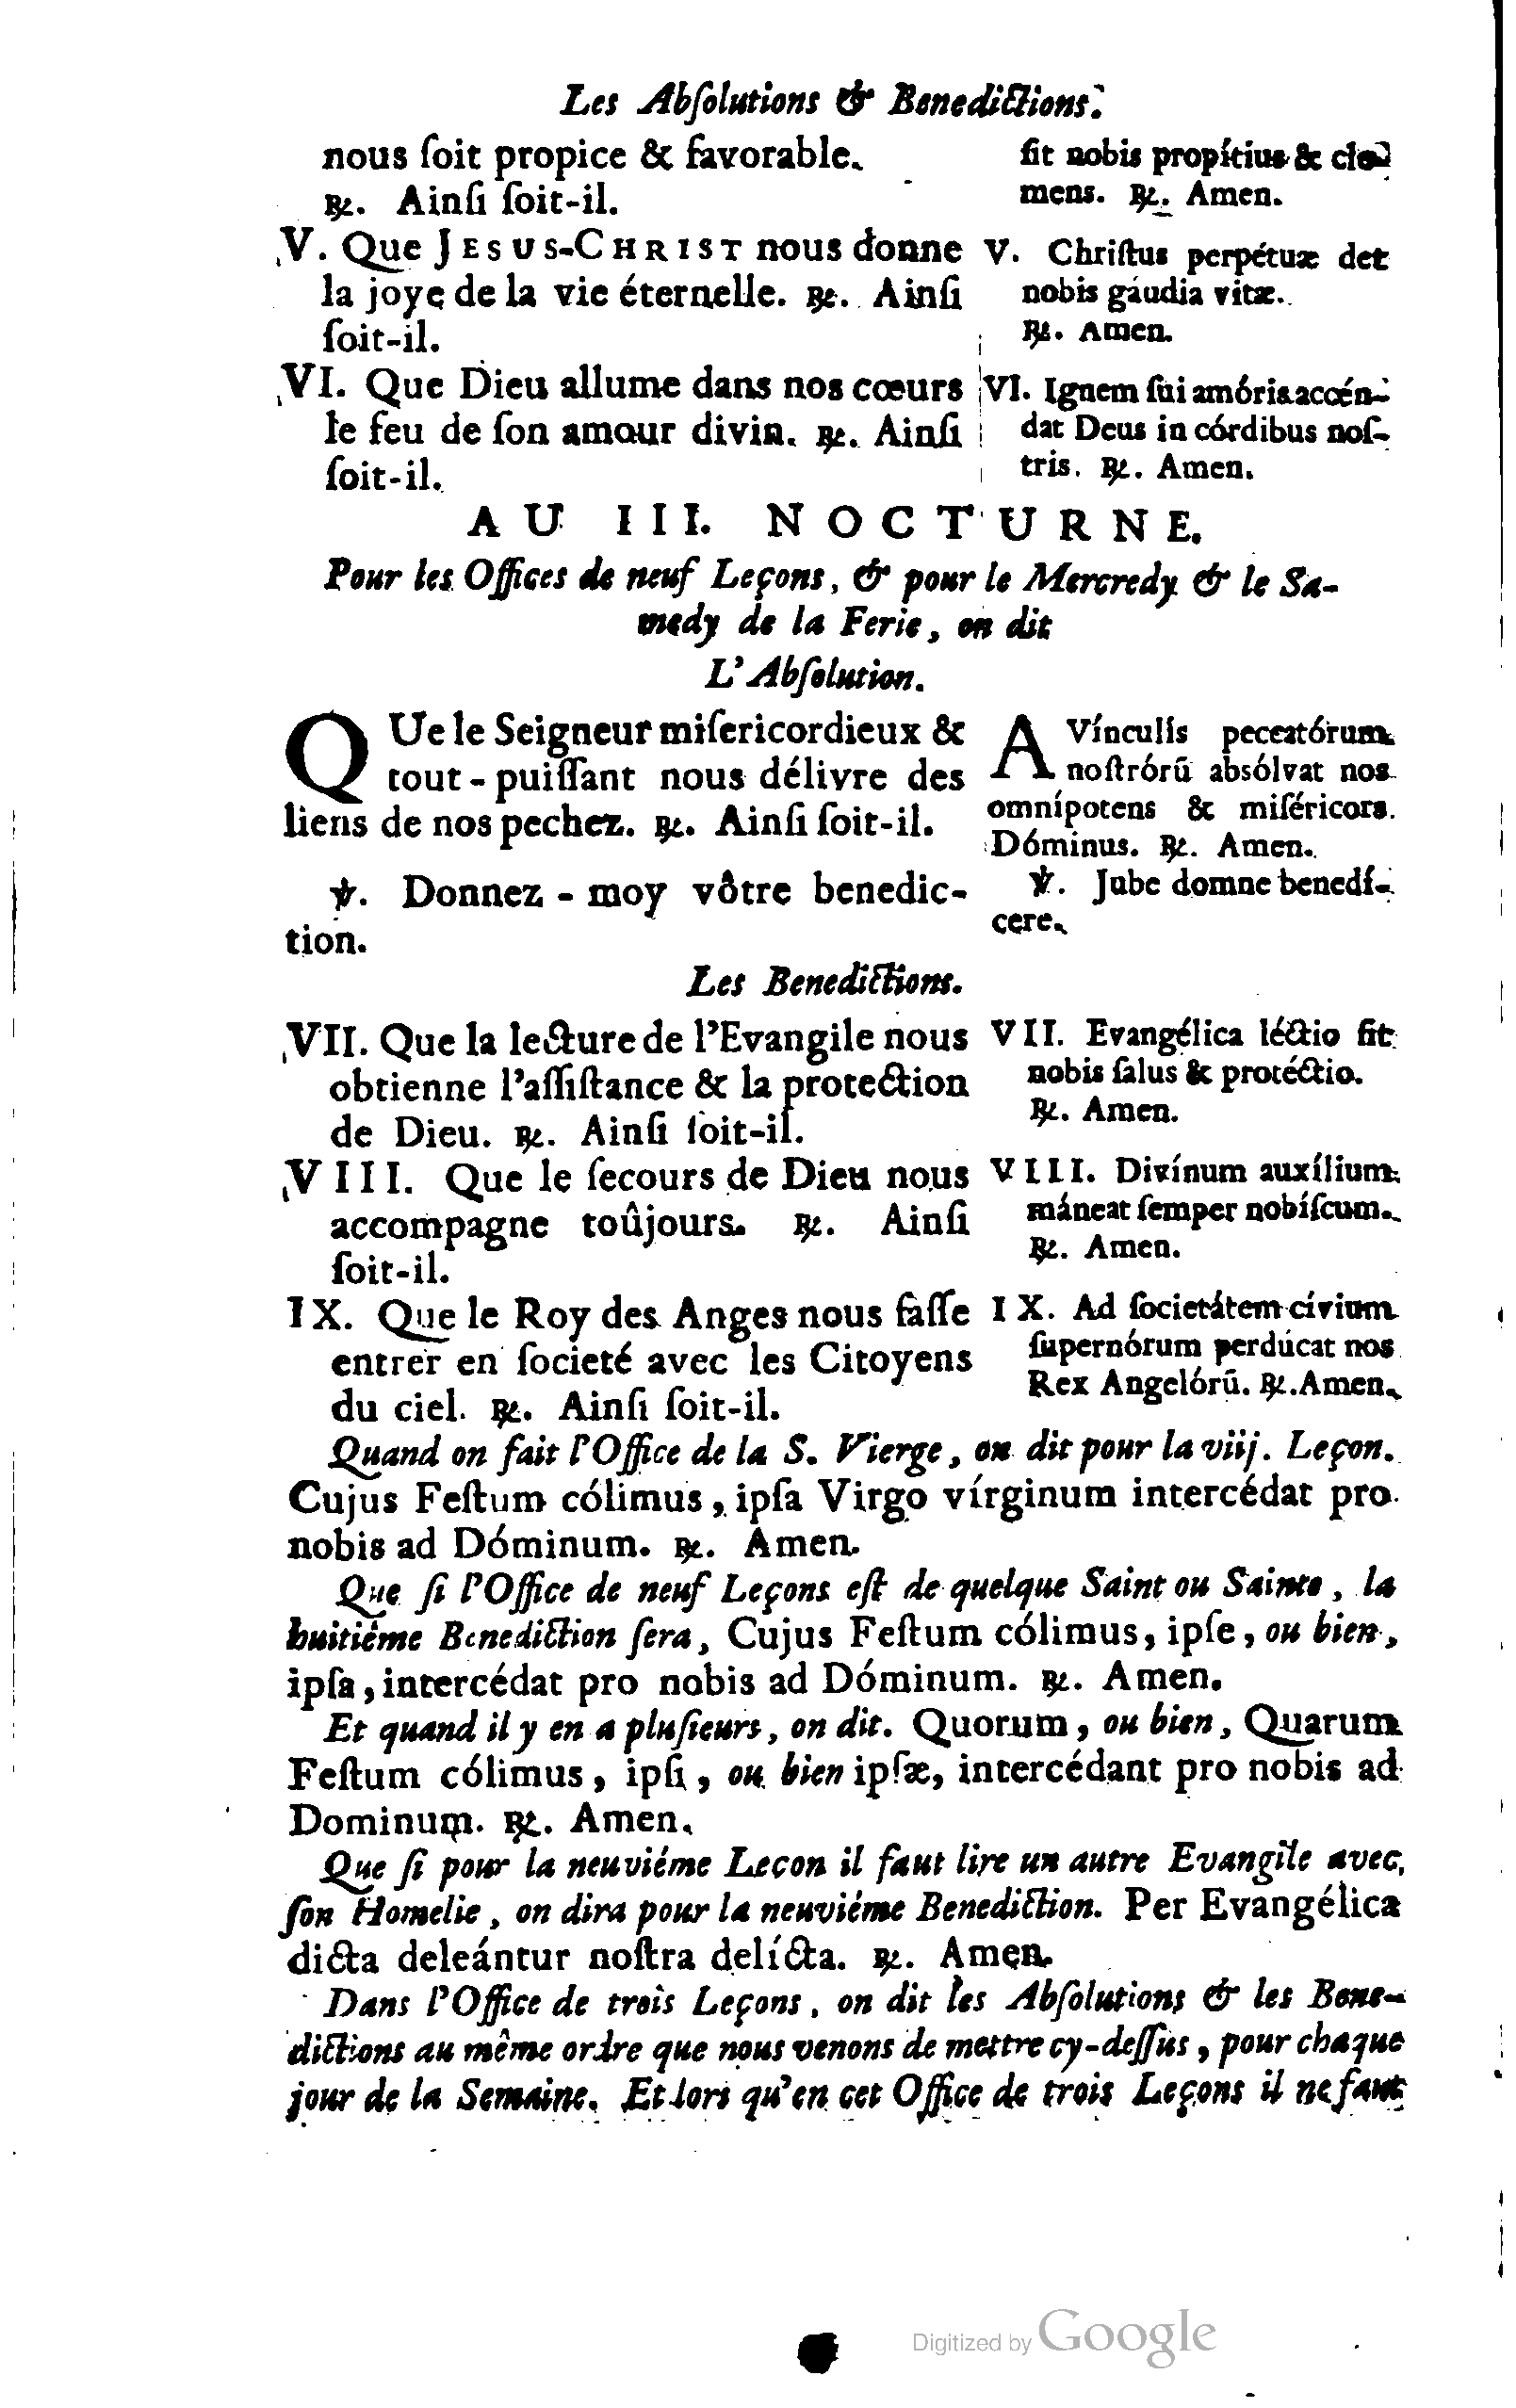 Les Abſolutions & Benedictions.
nous ſoit propice & favorable.
℟. Ainſi ſoit-il.
V. Que JESUS-CHRIST nous donne
la joye de la vie éternelle. ℟. Ainſi
ſoit-il.
VI. Que Dieu allume dans nos cœurs
le feu de ſon amour divin. ℟. Ainſi
ſoit-il.
ſit nobis propítius & cle-
mens. ℟. Amen.
V. Chriſtus perpétuæ det
nobis gáudia vitæ.
℟. Amen.
VI. Ignem ſui amóris accén-
dat Deus in córdibus noſ-
tris. ℟. Amen.
AU III. NOCTURNE.
Pour les Offices de neuf Leçons, & pour le Mercredy & le Sa-
medy de la Ferie, on dit
L'Abſolution.
QUe le Seigneur miſericordieux &
tout-puiſſant nous délivre des
liens de nos pechez. ℟. Ainſi ſoit-il.
℣. Donnez-moy vôtre benedic-
tion.
A Vínculis peccatórum
noſtrórū absólvat nos
omnípotens & miſéricors.
Dóminus. ℟. Amen.
℣. Jube domne benedí-
cere.
Les Benedictions.
VII. Que la lecture de l'Evangile nous
obtienne l'aſſiſtance & la protection
de Dieu. ℟. Ainſi ſoit-il.
VIII. Que le ſecours de Dieu nous
accompagne toûjours. ℟. Ainſi
ſoit-il.
IX. Que le Roy des Anges nous faſſe
entrer en ſocieté avec les Citoyens
du ciel. ℟. Ainſi ſoit-il.
VII. Evangélica léctio ſit
nobis ſalus & protéctio.
℟. Amen.
VIII. Divínum auxílium
máneat ſemper nobíſcum.
℟. Amen.
IX. Ad ſocietátem cívium
ſupernórum perdúcat nos
Rex Angelórū. ℟. Amen.
Quand on fait l'Office de la S. Vierge, on dit pour la viij. Leçon.
Cujus Feſtum cólimus, ipſa Virgo vírginum intercédat pro
nobis ad Dóminum. ℟. Amen.
Que ſi l'Office de neuf Leçons eſt de quelque Saint ou Sainte, la
huitiéme Benediction ſera, Cujus Feſtum cólimus, ipſe, ou bien,
ipſa, intercédat pro nobis ad Dóminum. ℟. Amen.
Et quand il y en a pluſieurs, on dit. Quorum, ou bien, Quarum
Feſtum cólimus, ipſi, ou bien ipſæ, intercédant pro nobis ad
Dominum. ℟. Amen.
Que ſi pour la neuviéme Leçon il faut lire un autre Evangile avec
ſon Homelie, on dira pour la neuviéme Benediction. Per Evangélica
dicta deleántur noſtra delícta. ℟. Amen.
Dans l'Office de trois Leçons, on dit les Abſolutions & les Bene-
dictions au même ordre que nous venons de mettre cy-deſſus, pour chaque
jour de la Semaine. Et lors qu'en cet Office de trois Leçons il ne faut
Digitized by Google